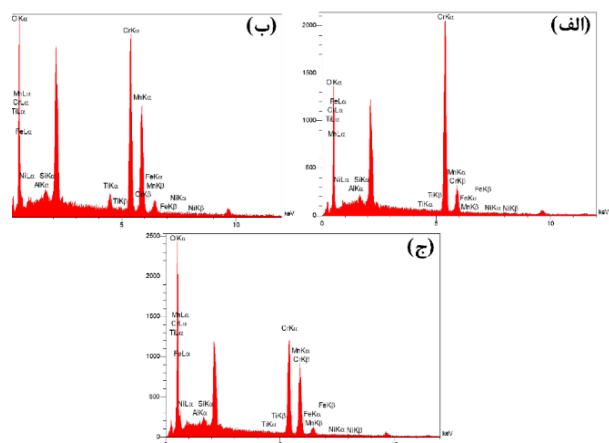 (ب)
OKα
CrKα
MnKα
MnLα
CrLα
TiLα
FeLα
NiLα
SiKα
AlKα
TiKα
TiKβ
CrKβ
FeKα
MnKβ
FeKβ
NiKα
NiKβ
5
10
keV
(الف)
2000
1500
1000
500
0
CrKα
OKα
FeLα
CrLα
TiLα
MnLα
NiLα
SiKα
AlKα
TiKβ
TiKα
MnKα
CrKβ
FeKβ
FeKα
MnKβ
NiKα
NiKβ
5
10
keV
(ج)
2500
2000
1500
1000
500
0
OKα
MnLα
CrLα
TiLα
FeLα
NiLα
SiKα
AlKα
CrKα
MnKα
CrKβ
TiKβ
TiKα
FeKβ
FeKα
MnKβ
NiKα
NiKβ
keV